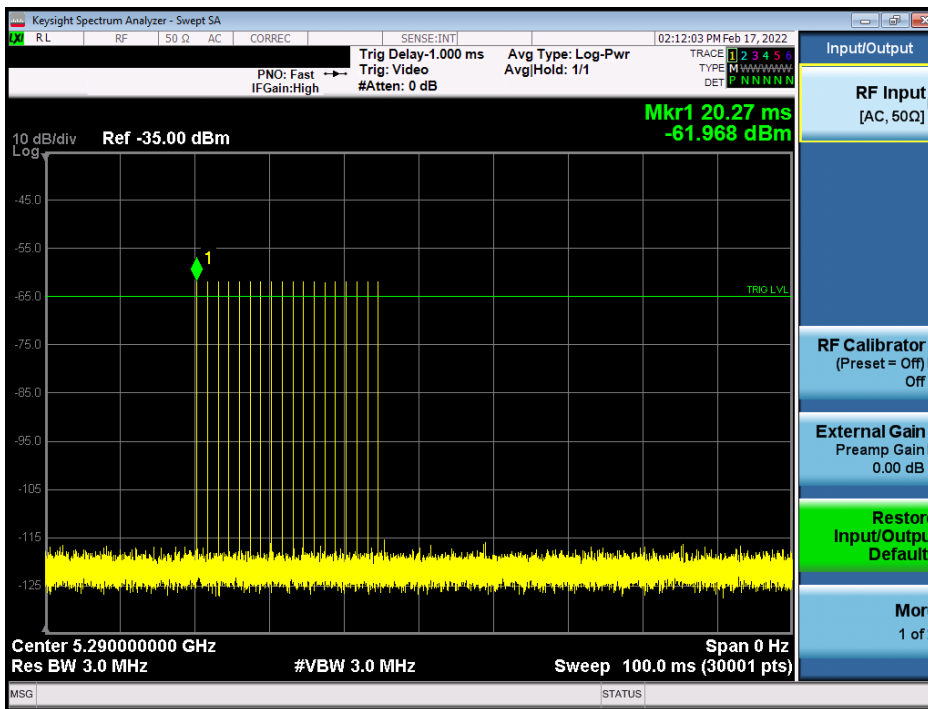 Keysight Spectrum Analyzer - Swept SA
LXI RL RF 50 Ω AC CORREC SENSE:INT 02:12:03 PM Feb 17, 2022
Trig Delay-1.000 ms Avg Type: Log-Pwr TRACE 1 2 3 4 5 6
PNO: Fast Trig: Video Avg|Hold: 1/1 TYPE M WWWWW
IFGain:High #Atten: 0 dB DET P N N N N N
Mkr1 20.27 ms
-61.968 dBm
10 dB/div Ref -35.00 dBm
Log
-45.0
-55.0
1
-65.0
TRIG LVL
-75.0
-85.0
-95.0
-105
-115
-125
Center 5.290000000 GHz Span 0 Hz
Res BW 3.0 MHz #VBW 3.0 MHz Sweep 100.0 ms (30001 pts)
MSG STATUS
Input/Output
RF Input
[AC, 50Ω]
RF Calibrator
(Preset = Off)
Off
External Gain
Preamp Gain
0.00 dB
Restor
Input/Outpu
Default
Mor
1 of